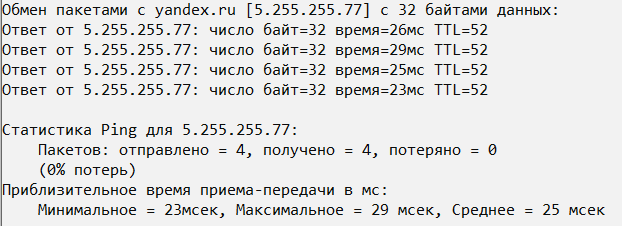 Обмен пакетами с yandex.ru [5.255.255.77] с 32 байтами данных:
Ответ от 5.255.255.77: число байт=32 время=26мс TTL=52
Ответ от 5.255.255.77: число байт=32 время=29мс TTL=52
Ответ от 5.255.255.77: число байт=32 время=25мс TTL=52
Ответ от 5.255.255.77: число байт=32 время=23мс TTL=52
Статистика Ping для 5.255.255.77:
Пакетов: отправлено = 4, получено = 4, потеряно = 0
(0% потерь)
Приблизительное время приема-передачи в мс:
Минимальное = 23мсек, Максимальное = 29 мсек, Среднее = 25 мсек